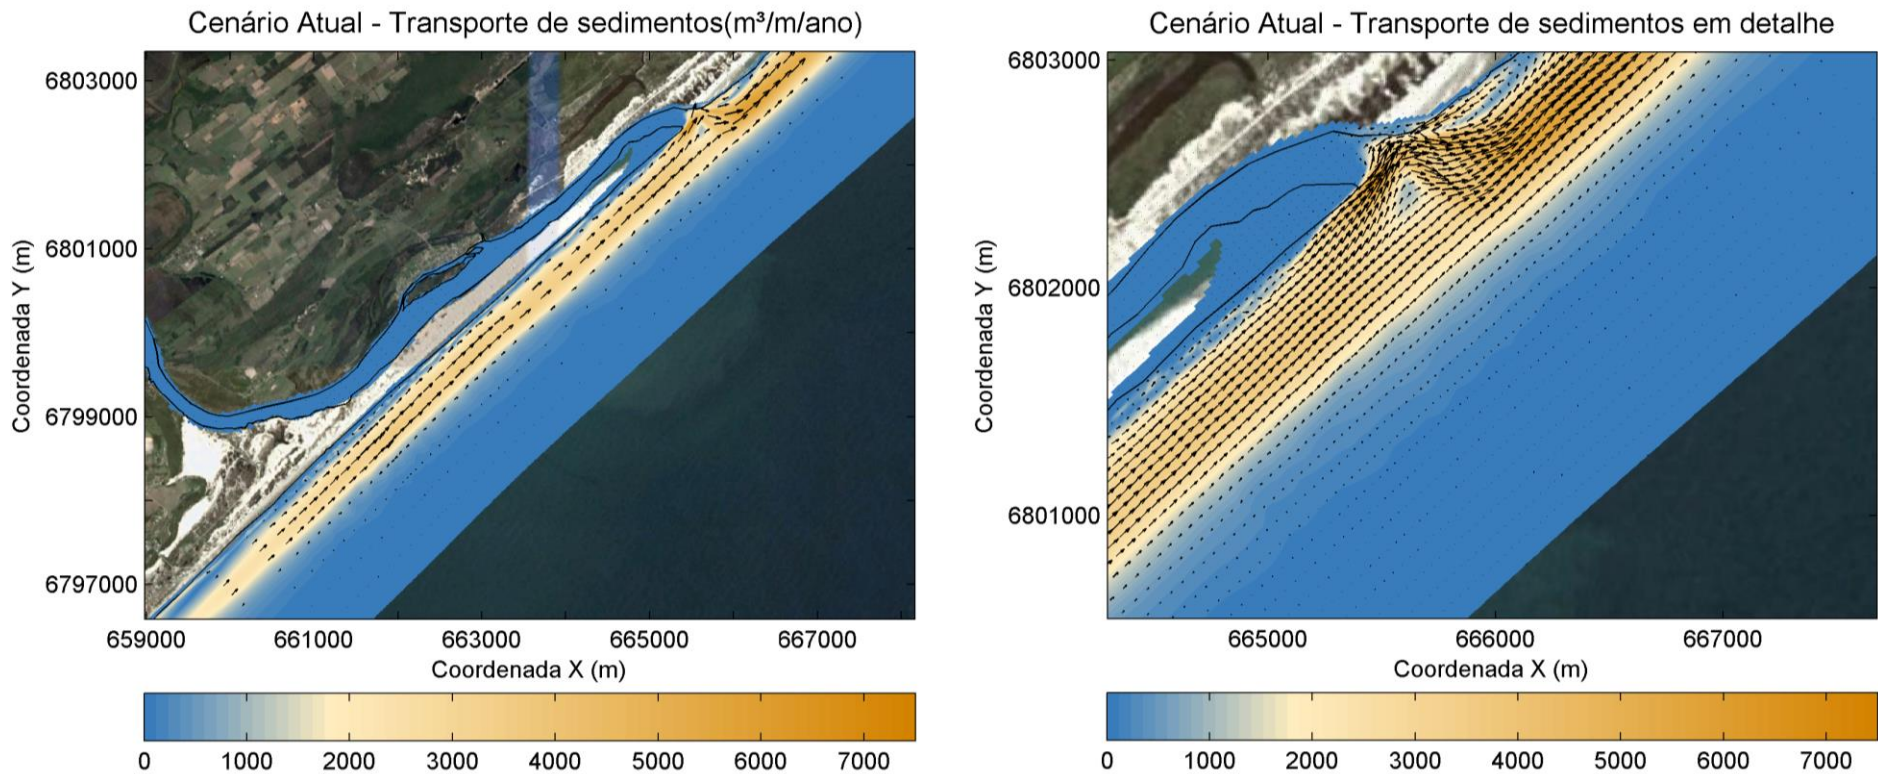 Cenário Atual - Transporte de sedimentos(m³/m/ano)
6803000
6801000
6799000
6797000
Coordenada Y (m)
659000 661000 663000 665000 667000
Coordenada X (m)
0 1000 2000 3000 4000 5000 6000 7000
Cenário Atual - Transporte de sedimentos em detalhe
6803000
6802000
6801000
Coordenada Y (m)
665000 666000 667000
Coordenada X (m)
0 1000 2000 3000 4000 5000 6000 7000